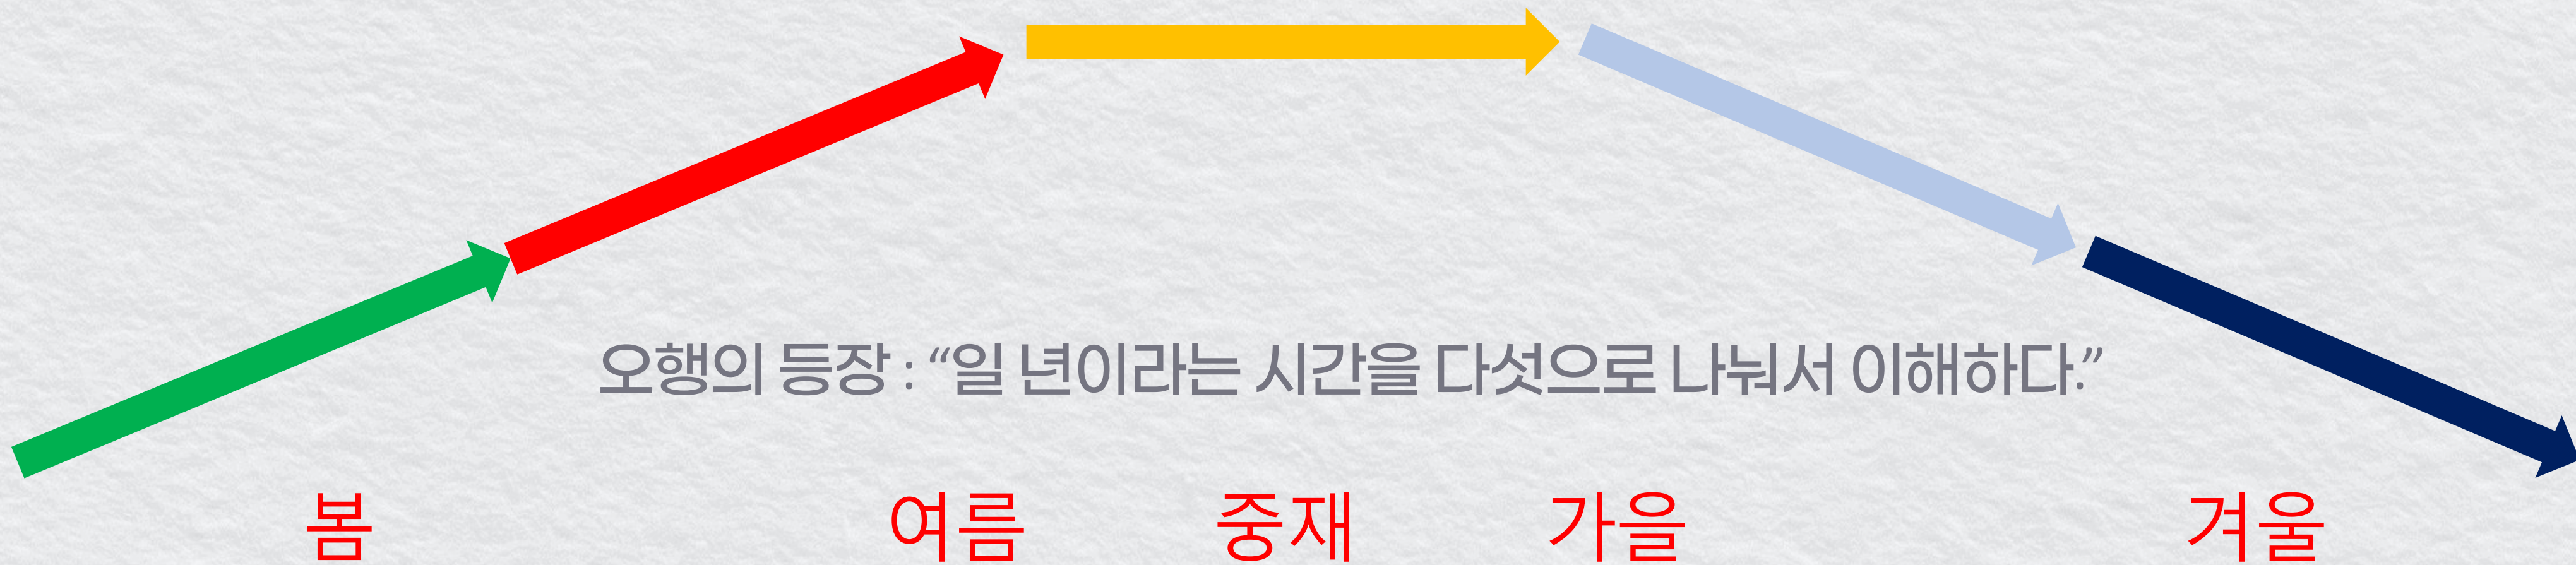 오행의 등장 : “일 년이라는 시간을 다섯으로 나눠서 이해하다.”
봄 여름 중재 가을 겨울